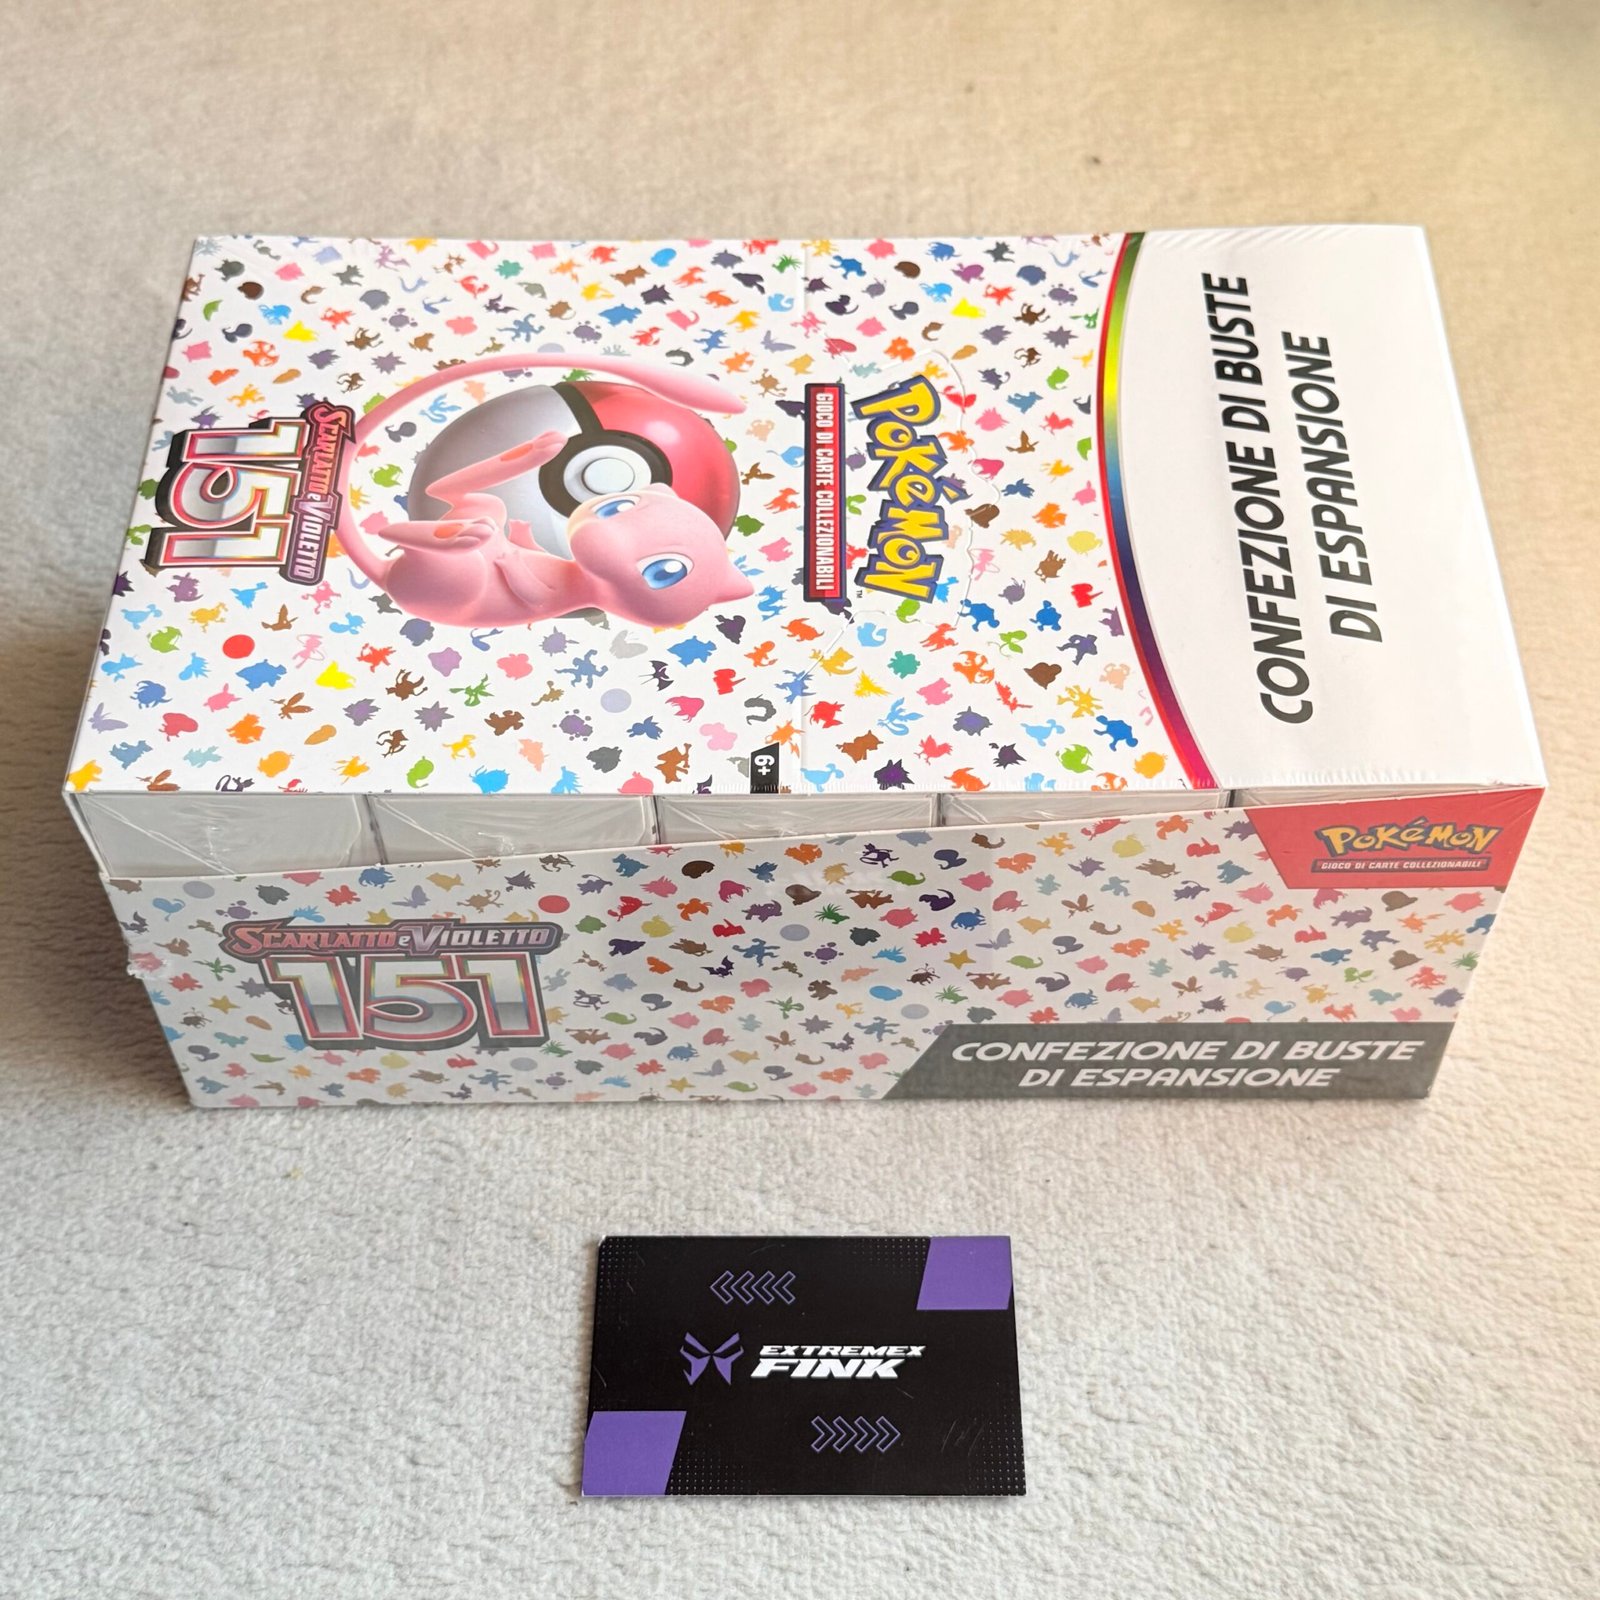 CONFEZIONE DI BUSTE
DI ESPANSIONE
POKÉMON™
GIOCO DI CARTE COLLEZIONABILI
SCARLATTO e VIOLETTO
151
6+
POKÉMON
GIOCO DI CARTE COLLEZIONABILI
SCARLATTO e VIOLETTO
151
CONFEZIONE DI BUSTE
DI ESPANSIONE
EXTREMEX
FINK